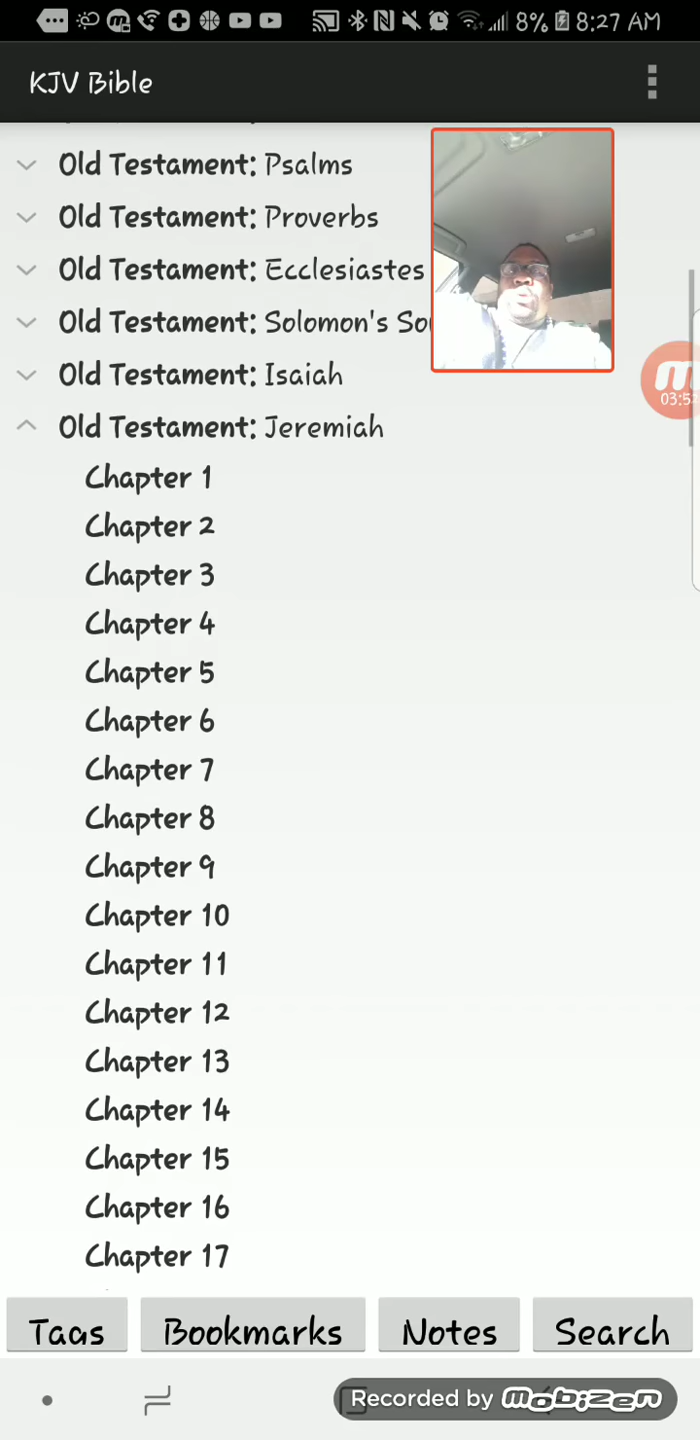 8% 8:27 AM
KJV Bible
Old Testament: Psalms
Old Testament: Proverbs
Old Testament: Ecclesiastes
Old Testament: Solomon's
Old Testament: Isaiah
03:5
Old Testament: Jeremiah
Chapter 1
Chapter 2
Chapter 3
Chapter 4
Chapter 5
Chapter 6
Chapter 7
Chapter 8
Chapter 9
Chapter 10
Chapter 11
Chapter 12
Chapter 13
Chapter 14
Chapter 15
Chapter 16
Chapter 17
Tags Bookmarks Notes Search
Recorded by mobizen